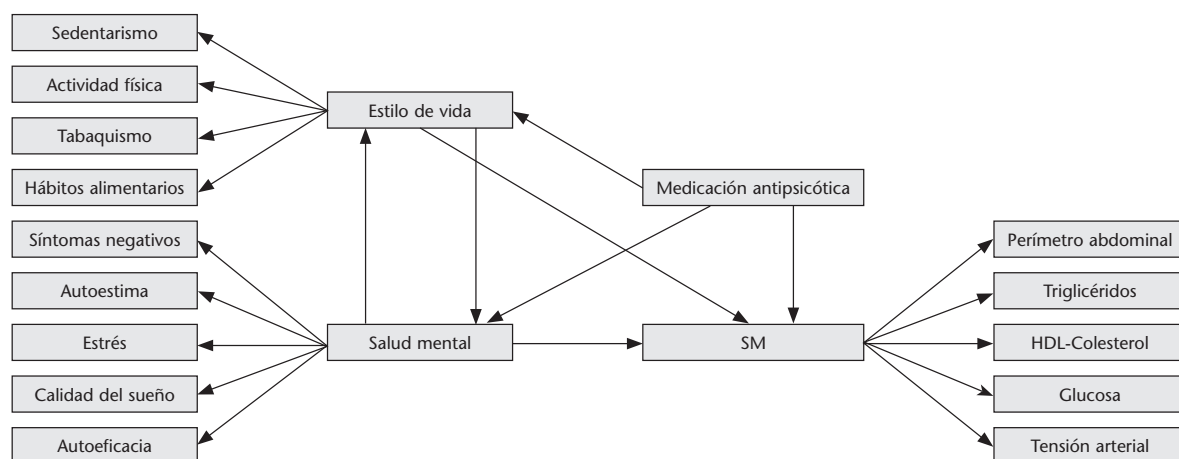 Sedentarismo
Actividad física
Tabaquismo
Hábitos alimentarios
Síntomas negativos
Autoestima
Estrés
Calidad del sueño
Autoeficacia
Estilo de vida
Salud mental
Medicación antipsicótica
SM
Perímetro abdominal
Triglicéridos
HDL-Colesterol
Glucosa
Tensión arterial